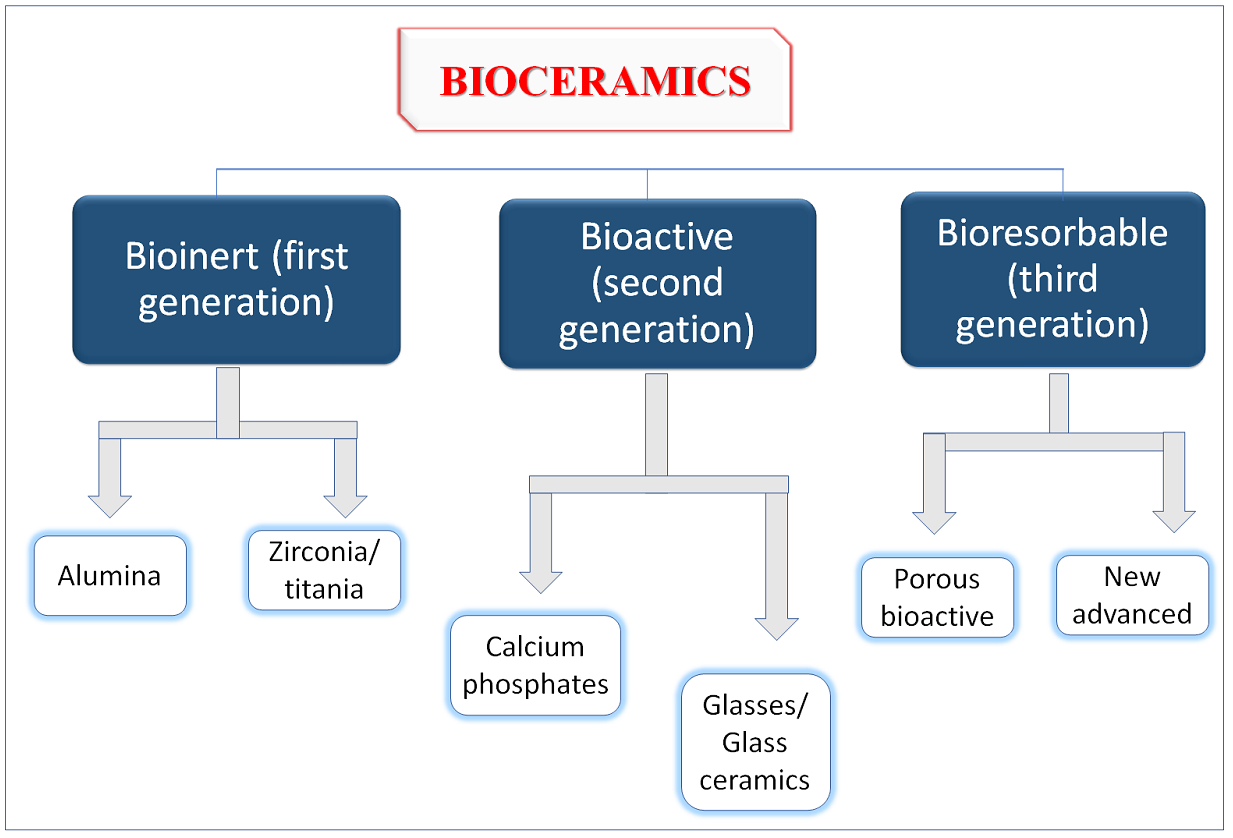 BIOCERAMICS
Bioinert (first
generation)
Bioactive
(second
generation)
Bioresorbable
(third
generation)
Alumina
Zirconia/
titania
Calcium
phosphates
Glasses/
Glass
ceramics
Porous
bioactive
New
advanced